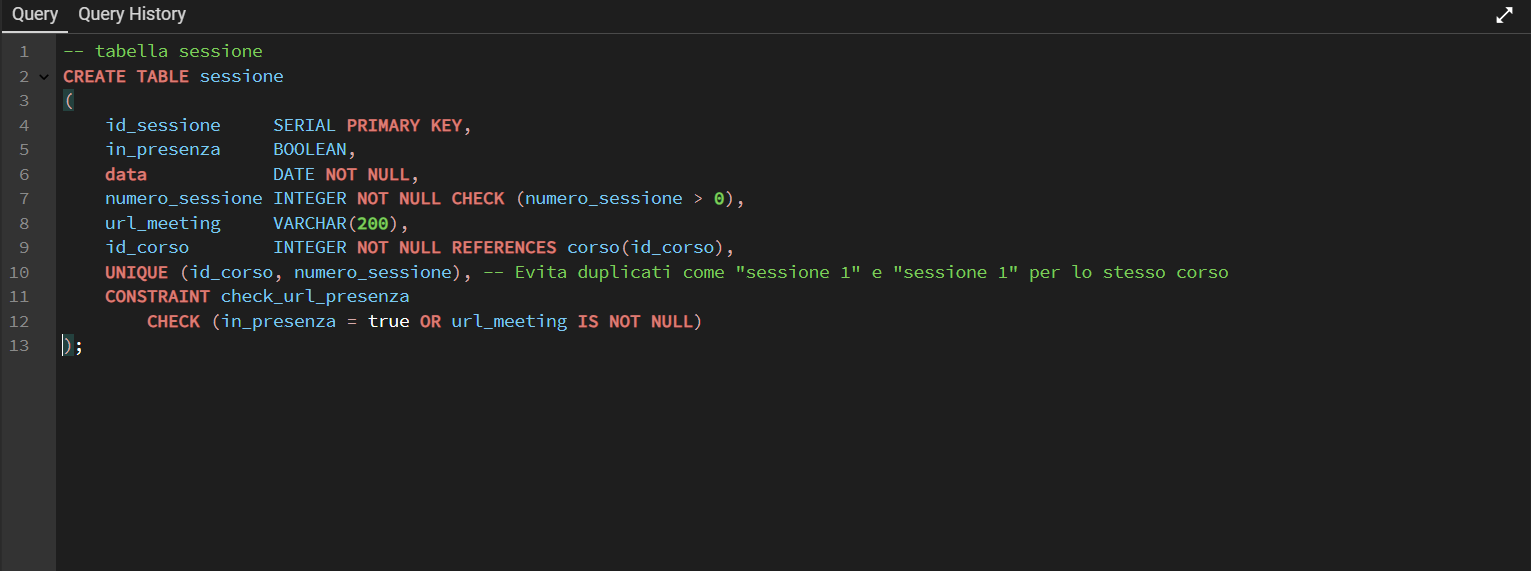 Query Query History
1 -- tabella sessione
2 CREATE TABLE sessione
3 (
4 id_sessione SERIAL PRIMARY KEY,
5 in_presenza BOOLEAN,
6 data DATE NOT NULL,
7 numero_sessione INTEGER NOT NULL CHECK (numero_sessione > 0),
8 url_meeting VARCHAR(200),
9 id_corso INTEGER NOT NULL REFERENCES corso(id_corso),
10 UNIQUE (id_corso, numero_sessione), -- Evita duplicati come "sessione 1" e "sessione 1" per lo stesso corso
11 CONSTRAINT check_url_presenza
12 CHECK (in_presenza = true OR url_meeting IS NOT NULL)
13 );